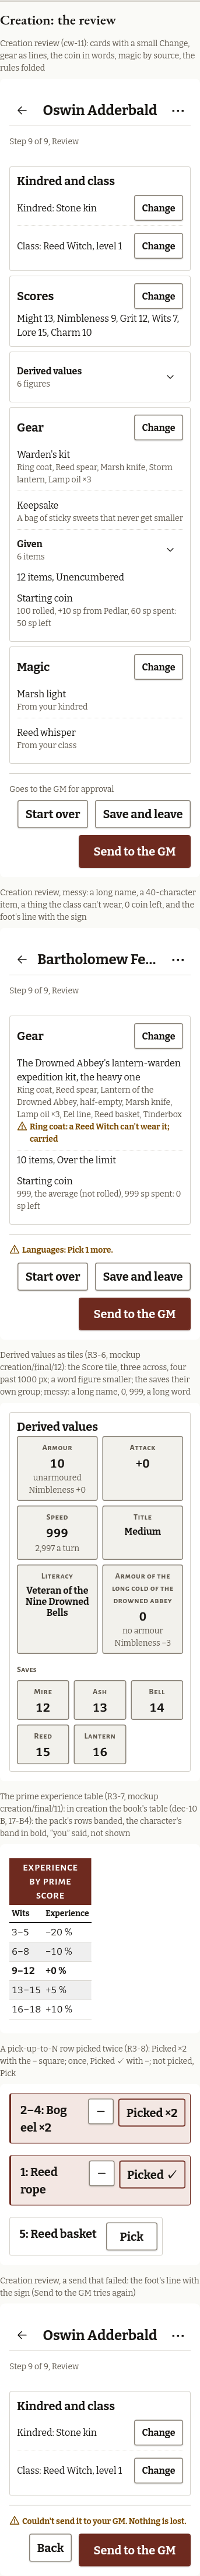 Creation: the review
Creation review (cw-11): cards with a small Change,
gear as lines, the coin in words, magic by source, the
rules folded
← Oswin Adderbald ···
Step 9 of 9, Review
Kindred and class
Kindred: Stone kin Change
Class: Red Witch, level 1 Change
Scores Change
Might 13, Nimbleness 9, Grit 12, Wits 7,
Lore 15, Charm 10
Derived values
6 figures
Gear Change
Warden's kit
Ring coat, Reed spear, Marsh knife, Storm
lantern, Lamp oil ×3
Keepsake
A bag of sticky sweets that never get smaller
Given
6 items
12 items, Unencumbered
Starting coin
100 rolled, +10 sp from Pedlar, 60 sp spent:
50 sp left
Magic Change
Marsh light
From your kindred
Reed whisper
From your class
Goes to the GM for approval
Start over Save and leave
Send to the GM
Creation review, messy: a long name, a 40-character
item, a thing the class can't wear, 0 coin left, and the
foot's line with the sign
← Bartholomew Fe... ···
Step 9 of 9, Review
Gear Change
The Drowned Abbey's lantern-warden
expedition kit, the heavy one
Ring coat, Reed spear, Lantern of the
Drowned Abbey, half-empty, Marsh knife,
Lamp oil ×3, Eel line, Reed basket, Tinderbox
Ring coat: a Reed Witch can't wear it;
carried
10 items, Over the limit
Starting coin
999, the average (not rolled), 999 sp spent: 0
sp left
Languages: Pick 1 more.
Start over Save and leave
Send to the GM
Derived values as tiles (R3-6, mockup
creation/final/12): the Score tile, three across, four
past 1000 px; a word figure smaller; the saves their
own group; messy: a long name, 0, 999, a long word
Derived values
Armour
10
unarmoured
Nimbleness +0
Attack
+0
Speed
999
2,997 a turn
Title
Medium
Literacy
Veteran of the
Nine Drowned
Bells
Armour of the
long cold of the
drowned abbey
0
no armour
Nimbleness −3
Saves
Mire
12
Ash
13
Bell
14
Reed
15
Lantern
16
The prime experience table (R3-7, mockup
creation/final/11): in creation the book's table (dec-10
B, 17-B4): the pack's rows banded, the character's
band in bold, "you" said, not shown
EXPERIENCE
BY PRIME
SCORE
Wits Experience
3–5 −20 %
6–8 −10 %
9–12 +0 %
13–15 +5 %
16–18 +10 %
A pick-up-to-N row picked twice (R3-8): Picked ×2
with the − square; once, Picked ✓ with −; not picked,
Pick
2–4: Bog
eel ×2
− Picked ×2
1: Reed
rope
− Picked ✓
5: Reed basket Pick
Creation review, a send that failed: the foot's line with
the sign (Send to the GM tries again)
← Oswin Adderbald ···
Step 9 of 9, Review
Kindred and class
Kindred: Stone kin Change
Class: Reed Witch, level 1 Change
Couldn't send it to your GM. Nothing is lost.
Back Send to the GM